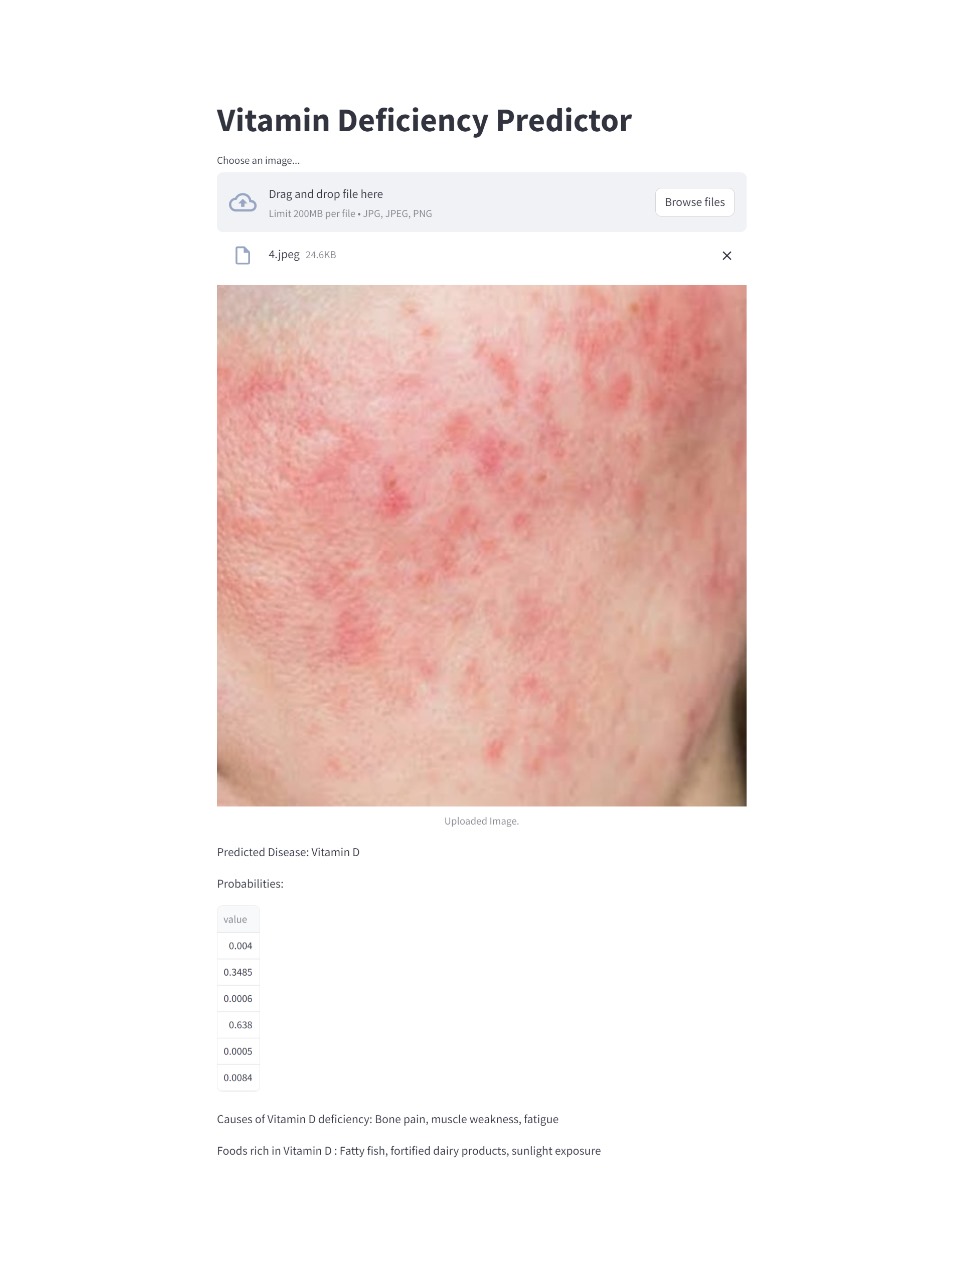 Vitamin Deficiency Predictor
Choose an image...
Drag and drop file here
Limit 200MB per file • JPG, JPEG, PNG
Browse files
4.jpeg 24.6KB
Uploaded Image.
Predicted Disease: Vitamin D
Probabilities:
value
0.004
0.3485
0.0006
0.638
0.0005
0.0084
Causes of Vitamin D deficiency: Bone pain, muscle weakness, fatigue
Foods rich in Vitamin D : Fatty fish, fortified dairy products, sunlight exposure